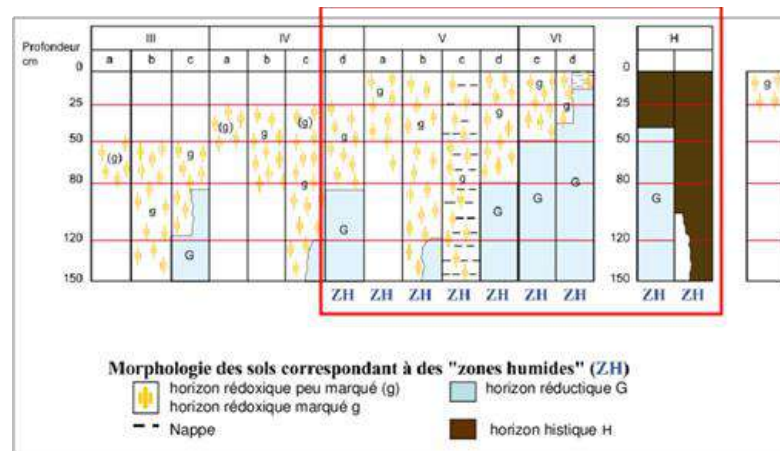 III IV V VI H
Profondeur
cm
a b c a b c d a b c d c d
0 0
25 25
50 50
80 80
120 120
150 150
(g) g g G (g) g (g) g g G g g g g G g G g G G g
ZH ZH ZH ZH ZH ZH ZH ZH ZH
Morphologie des sols correspondant à des "zones humides" (ZH)
horizon rédoxique peu marqué (g)
horizon rédoxique marqué g
Nappe
horizon réductique G
horizon histique H